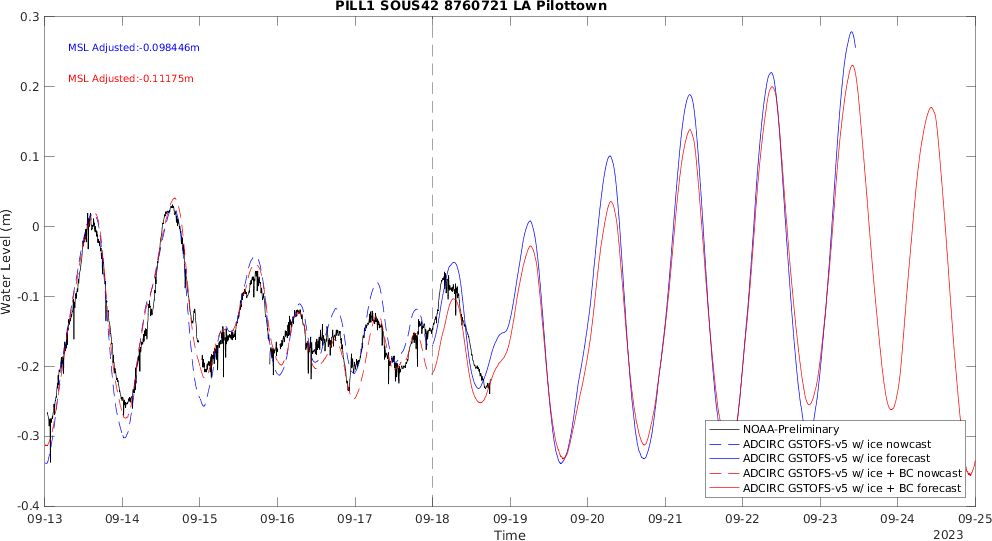 PILL1 SOUS42 8760721 LA Pilottown
MSL Adjusted:-0.098446m
MSL Adjusted:-0.11175m
Water Level (m)
0.3
0.2
0.1
0
-0.1
-0.2
-0.3
-0.4
NOAA-Preliminary
ADCIRC GSTOFS-v5 w/ ice nowcast
ADCIRC GSTOFS-v5 w/ ice forecast
ADCIRC GSTOFS-v5 w/ ice + BC nowcast
ADCIRC GSTOFS-v5 w/ ice + BC forecast
09-13 09-14 09-15 09-16 09-17 09-18 09-19 09-20 09-21 09-22 09-23 09-24 09-25
Time
2023